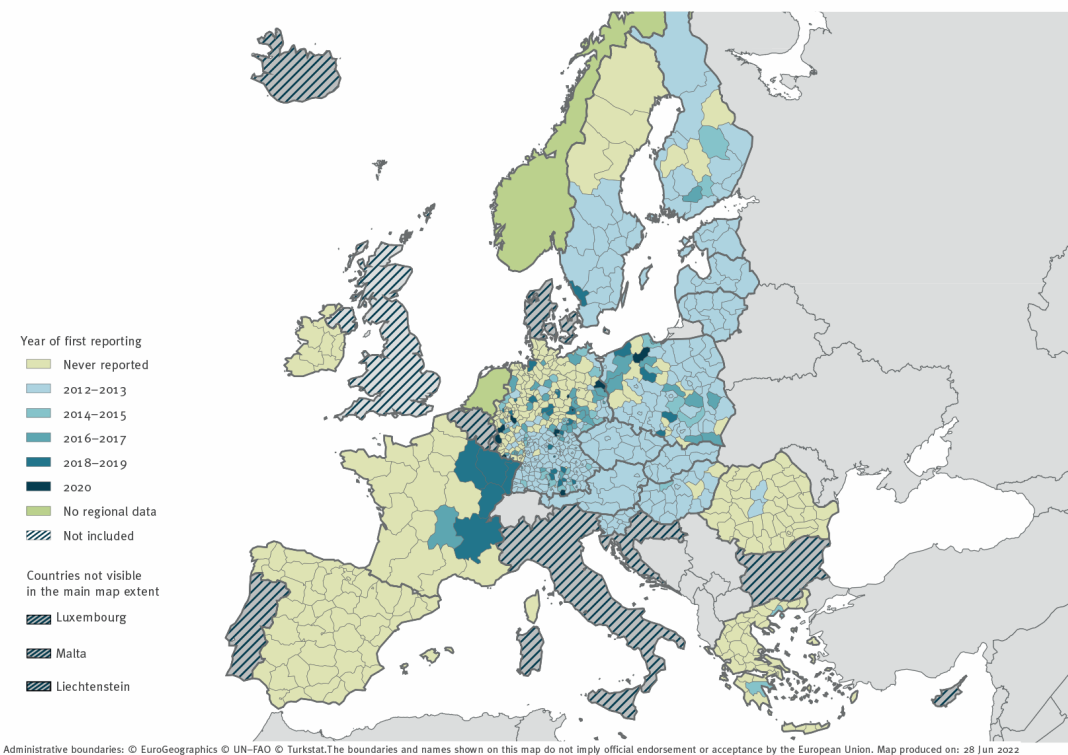 Year of first reporting
Never reported
2012–2013
2014–2015
2016–2017
2018–2019
2020
No regional data
Not included
Countries not visible
in the main map extent
Luxembourg
Malta
Liechtenstein
Administrative boundaries: © EuroGeographics © UN–FAO © Turkstat.The boundaries and names shown on this map do not imply official endorsement or acceptance by the European Union. Map produced on: 28 Jun 2022